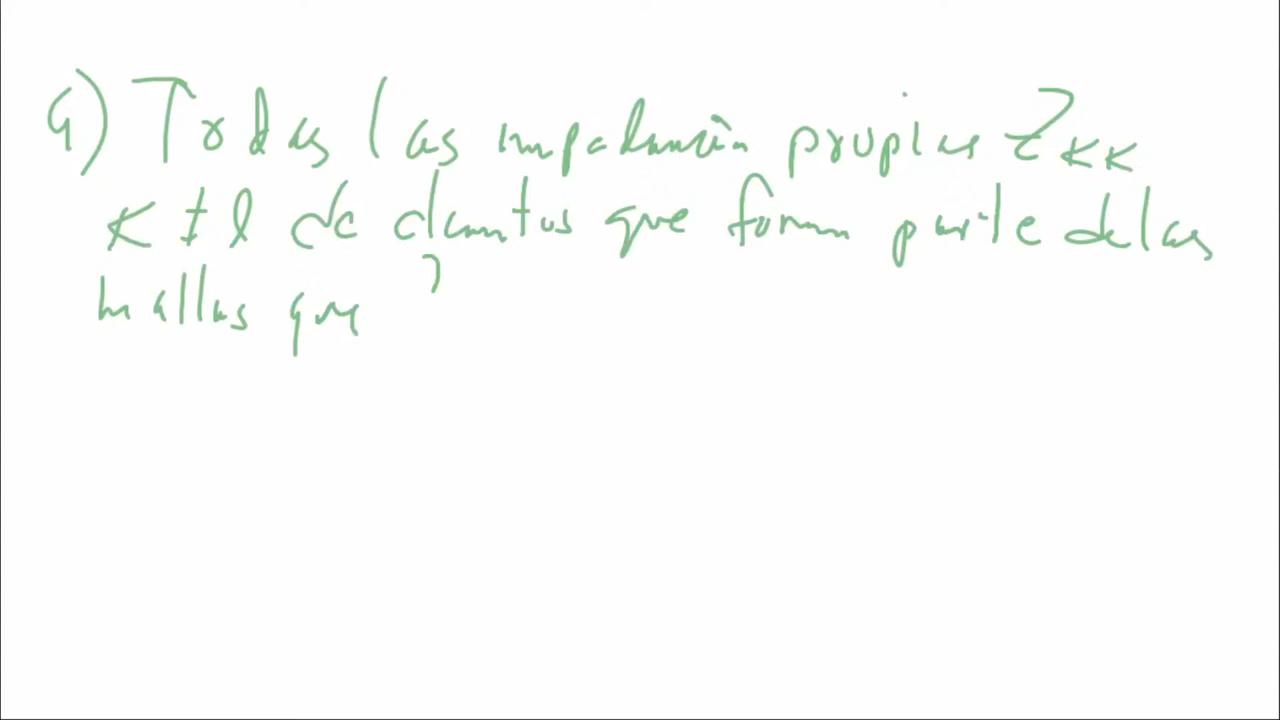 4) Todas las impedancias propias Zkk
k ≠ l de elementos que forman parte de las
mallas que